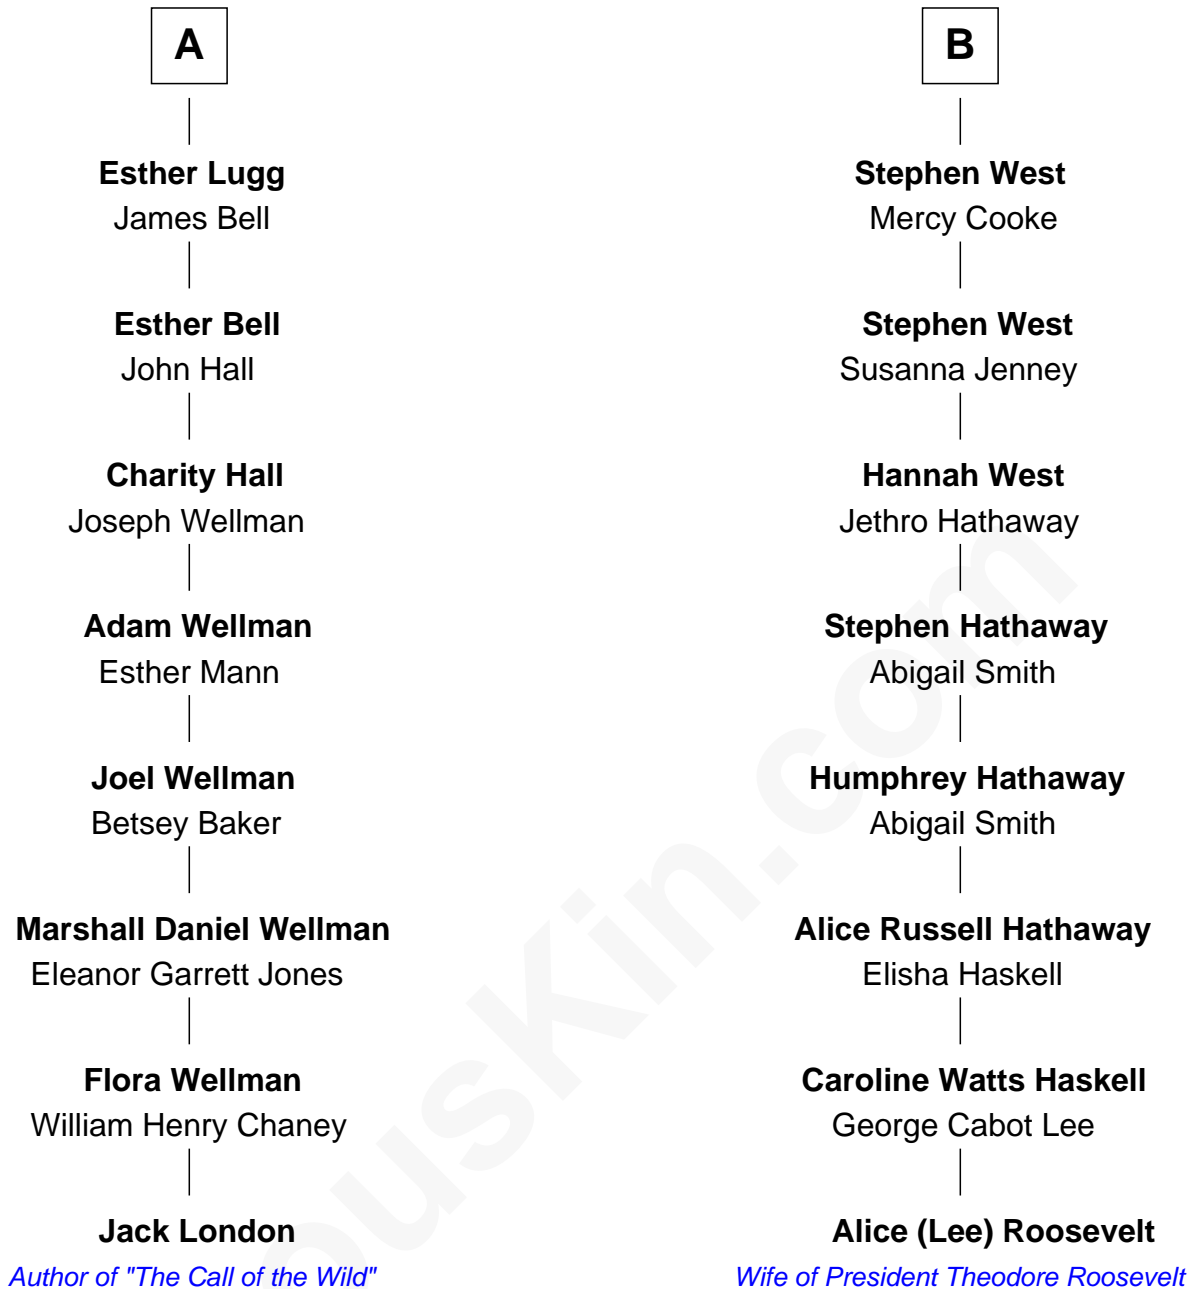 A
Esther Lugg
James Bell
Esther Bell
John Hall
Charity Hall
Joseph Wellman
Adam Wellman
Esther Mann
Joel Wellman
Betsey Baker
Marshall Daniel Wellman
Eleanor Garrett Jones
Flora Wellman
William Henry Chaney
Jack London
Author of "The Call of the Wild"
B
Stephen West
Mercy Cooke
Stephen West
Susanna Jenney
Hannah West
Jethro Hathaway
Stephen Hathaway
Abigail Smith
Humphrey Hathaway
Abigail Smith
Alice Russell Hathaway
Elisha Haskell
Caroline Watts Haskell
George Cabot Lee
Alice (Lee) Roosevelt
Wife of President Theodore Roosevelt
ousKin.com